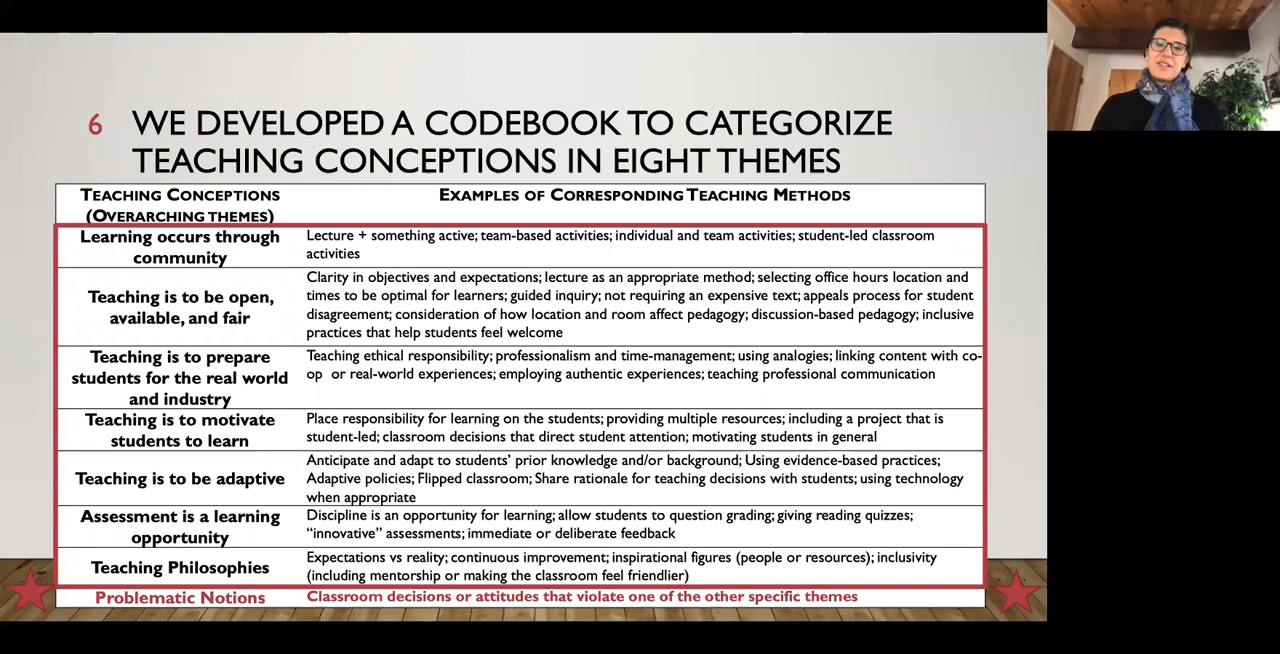 6 WE DEVELOPED A CODEBOOK TO CATEGORIZE
TEACHING CONCEPTIONS IN EIGHT THEMES
TEACHING CONCEPTIONS
(OVERARCHING THEMES)
EXAMPLES OF CORRESPONDING TEACHING METHODS
Learning occurs through
community
Lecture + something active; team-based activities; individual and team activities; student-led classroom
activities
Teaching is to be open,
available, and fair
Clarity in objectives and expectations; lecture as an appropriate method; selecting office hours location and
times to be optimal for learners; guided inquiry; not requiring an expensive text; appeals process for student
disagreement; consideration of how location and room affect pedagogy; discussion-based pedagogy; inclusive
practices that help students feel welcome
Teaching is to prepare
students for the real world
and industry
Teaching ethical responsibility; professionalism and time-management; using analogies; linking content with co-
op or real-world experiences; employing authentic experiences; teaching professional communication
Teaching is to motivate
students to learn
Place responsibility for learning on the students; providing multiple resources; including a project that is
student-led; classroom decisions that direct student attention; motivating students in general
Teaching is to be adaptive
Anticipate and adapt to students' prior knowledge and/or background; Using evidence-based practices;
Adaptive policies; Flipped classroom; Share rationale for teaching decisions with students; using technology
when appropriate
Assessment is a learning
opportunity
Discipline is an opportunity for learning; allow students to question grading; giving reading quizzes;
“innovative” assessments; immediate or deliberate feedback
Teaching Philosophies
Expectations vs reality; continuous improvement; inspirational figures (people or resources); inclusivity
(including mentorship or making the classroom feel friendlier)
Problematic Notions
Classroom decisions or attitudes that violate one of the other specific themes